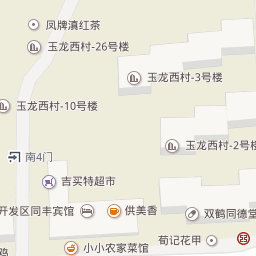 凤牌滇红茶
玉龙西村-26号楼
玉龙西村-3号楼
玉龙西村-10号楼
玉龙西村-2号楼
南4门
吉买特超市
开发区同丰宾馆
供美香
双鹤同德堂
荀记花甲
小小农家菜馆
鸡